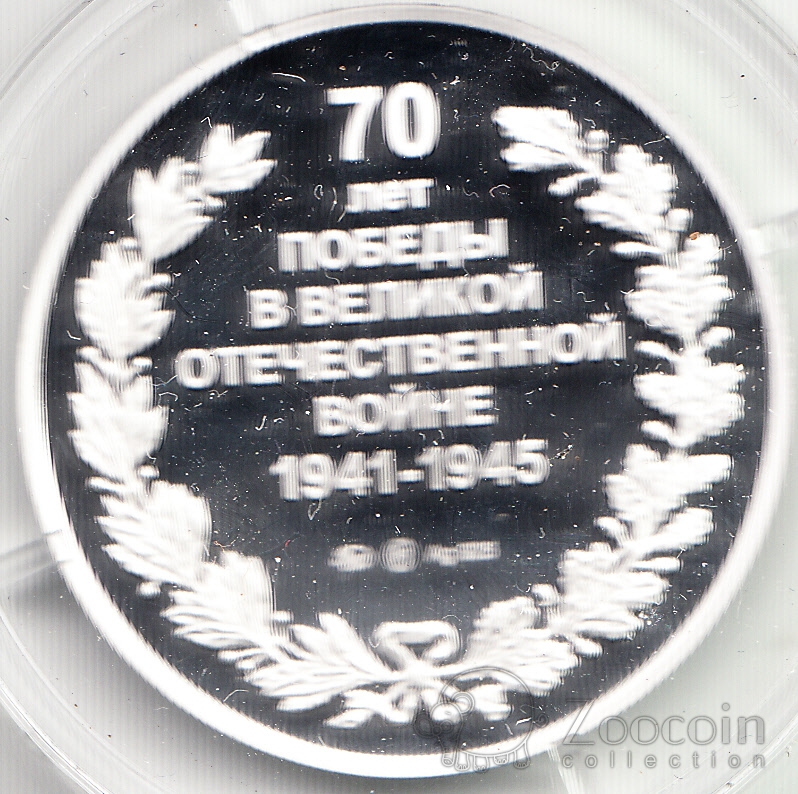 70
лет
ПОБЕДЫ
В ВЕЛИКОЙ
ОТЕЧЕСТВЕННОЙ
ВОЙНЕ
1941-1945
Zoocoin
collection